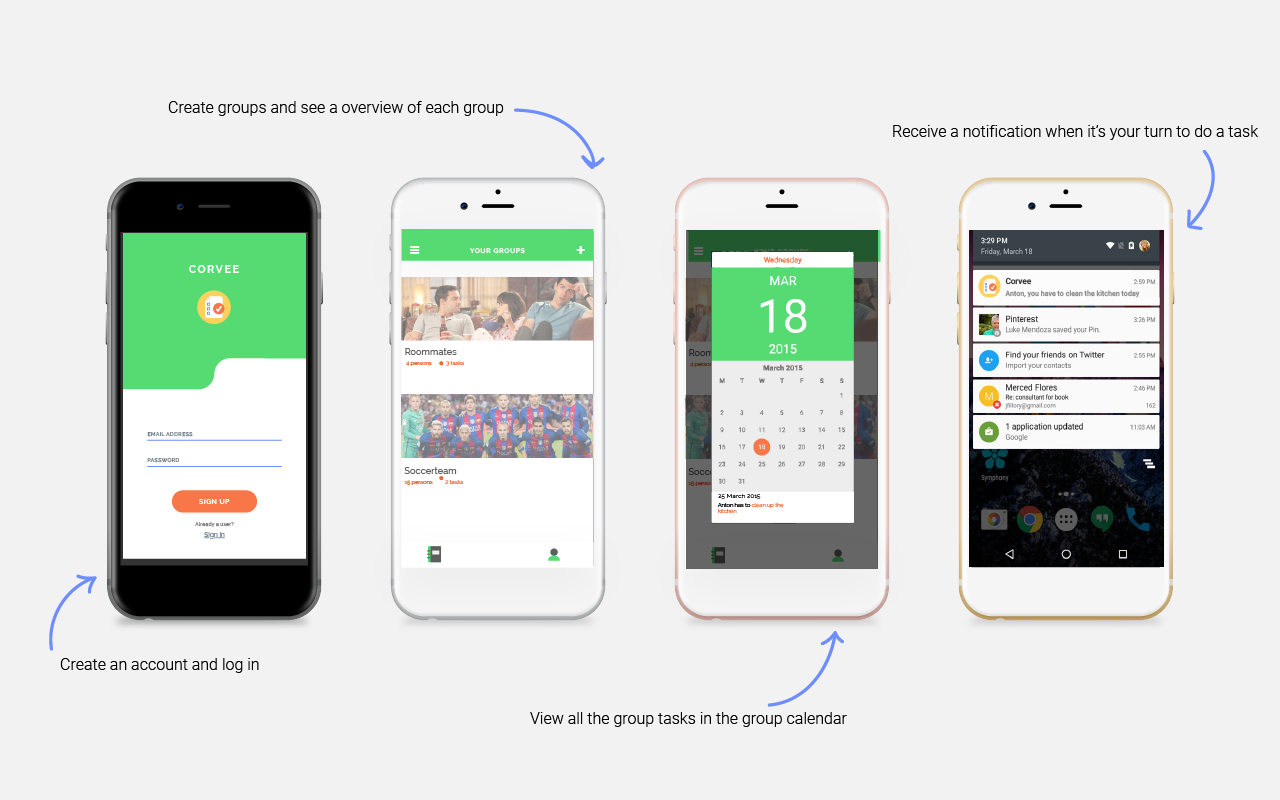 Create groups and see a overview of each group
Receive a notification when it's your turn to do a task
CORVEE
EMAIL ADDRESS
PASSWORD
SIGN UP
Already a user?
Sign In
Create an account and log in
YOUR GROUPS
Roommates
4 persons 3 tasks
Soccerteam
15 persons 2 tasks
Wednesday
MAR
18
2015
March 2015
M T W T F S S
1
2 3 4 5 6 7 8
9 10 11 12 13 14 15
16 17 18 19 20 21 22
23 24 25 26 27 28 29
30 31
25 March 2015
Anton has to clean up the
kitchen
View all the group tasks in the group calendar
3:29 PM
Friday, March 18
Corvee 2:59 PM
Anton, you have to clean the kitchen today
Pinterest 3:26 PM
Luke Mendoza saved your Pin.
Find your friends on Twitter 2:55 PM
Import your contacts
M
Merced Flores 2:46 PM
Re: consultant for book
jfillory@gmail.com 162
1 application updated 11:03 AM
Google
Symphony